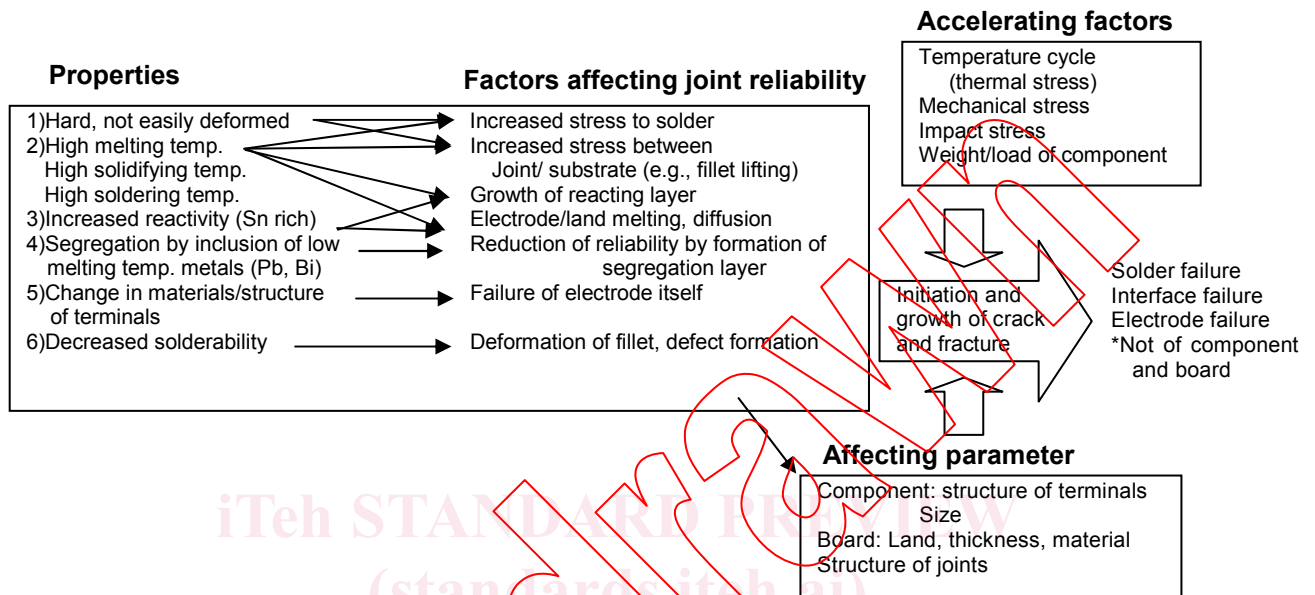 Accelerating factors
Temperature cycle
(thermal stress)
Mechanical stress
Impact stress
Weight/load of component
Properties
Factors affecting joint reliability
1)Hard, not easily deformed
2)High melting temp.
High solidifying temp.
High soldering temp.
3)Increased reactivity (Sn rich)
4)Segregation by inclusion of low
melting temp. metals (Pb, Bi)
5)Change in materials/structure
of terminals
6)Decreased solderability
Increased stress to solder
Increased stress between
Joint/ substrate (e.g., fillet lifting)
Growth of reacting layer
Electrode/land melting, diffusion
Reduction of reliability by formation of
segregation layer
Failure of electrode itself
Deformation of fillet, defect formation
Initiation and
growth of crack
and fracture
Solder failure
Interface failure
Electrode failure
*Not of component
and board
Affecting parameter
Component: structure of terminals
Size
Board: Land, thickness, material
Structure of joints
iTeh STANDARD PREVIEW
(standards.iteh.ai)
drawn